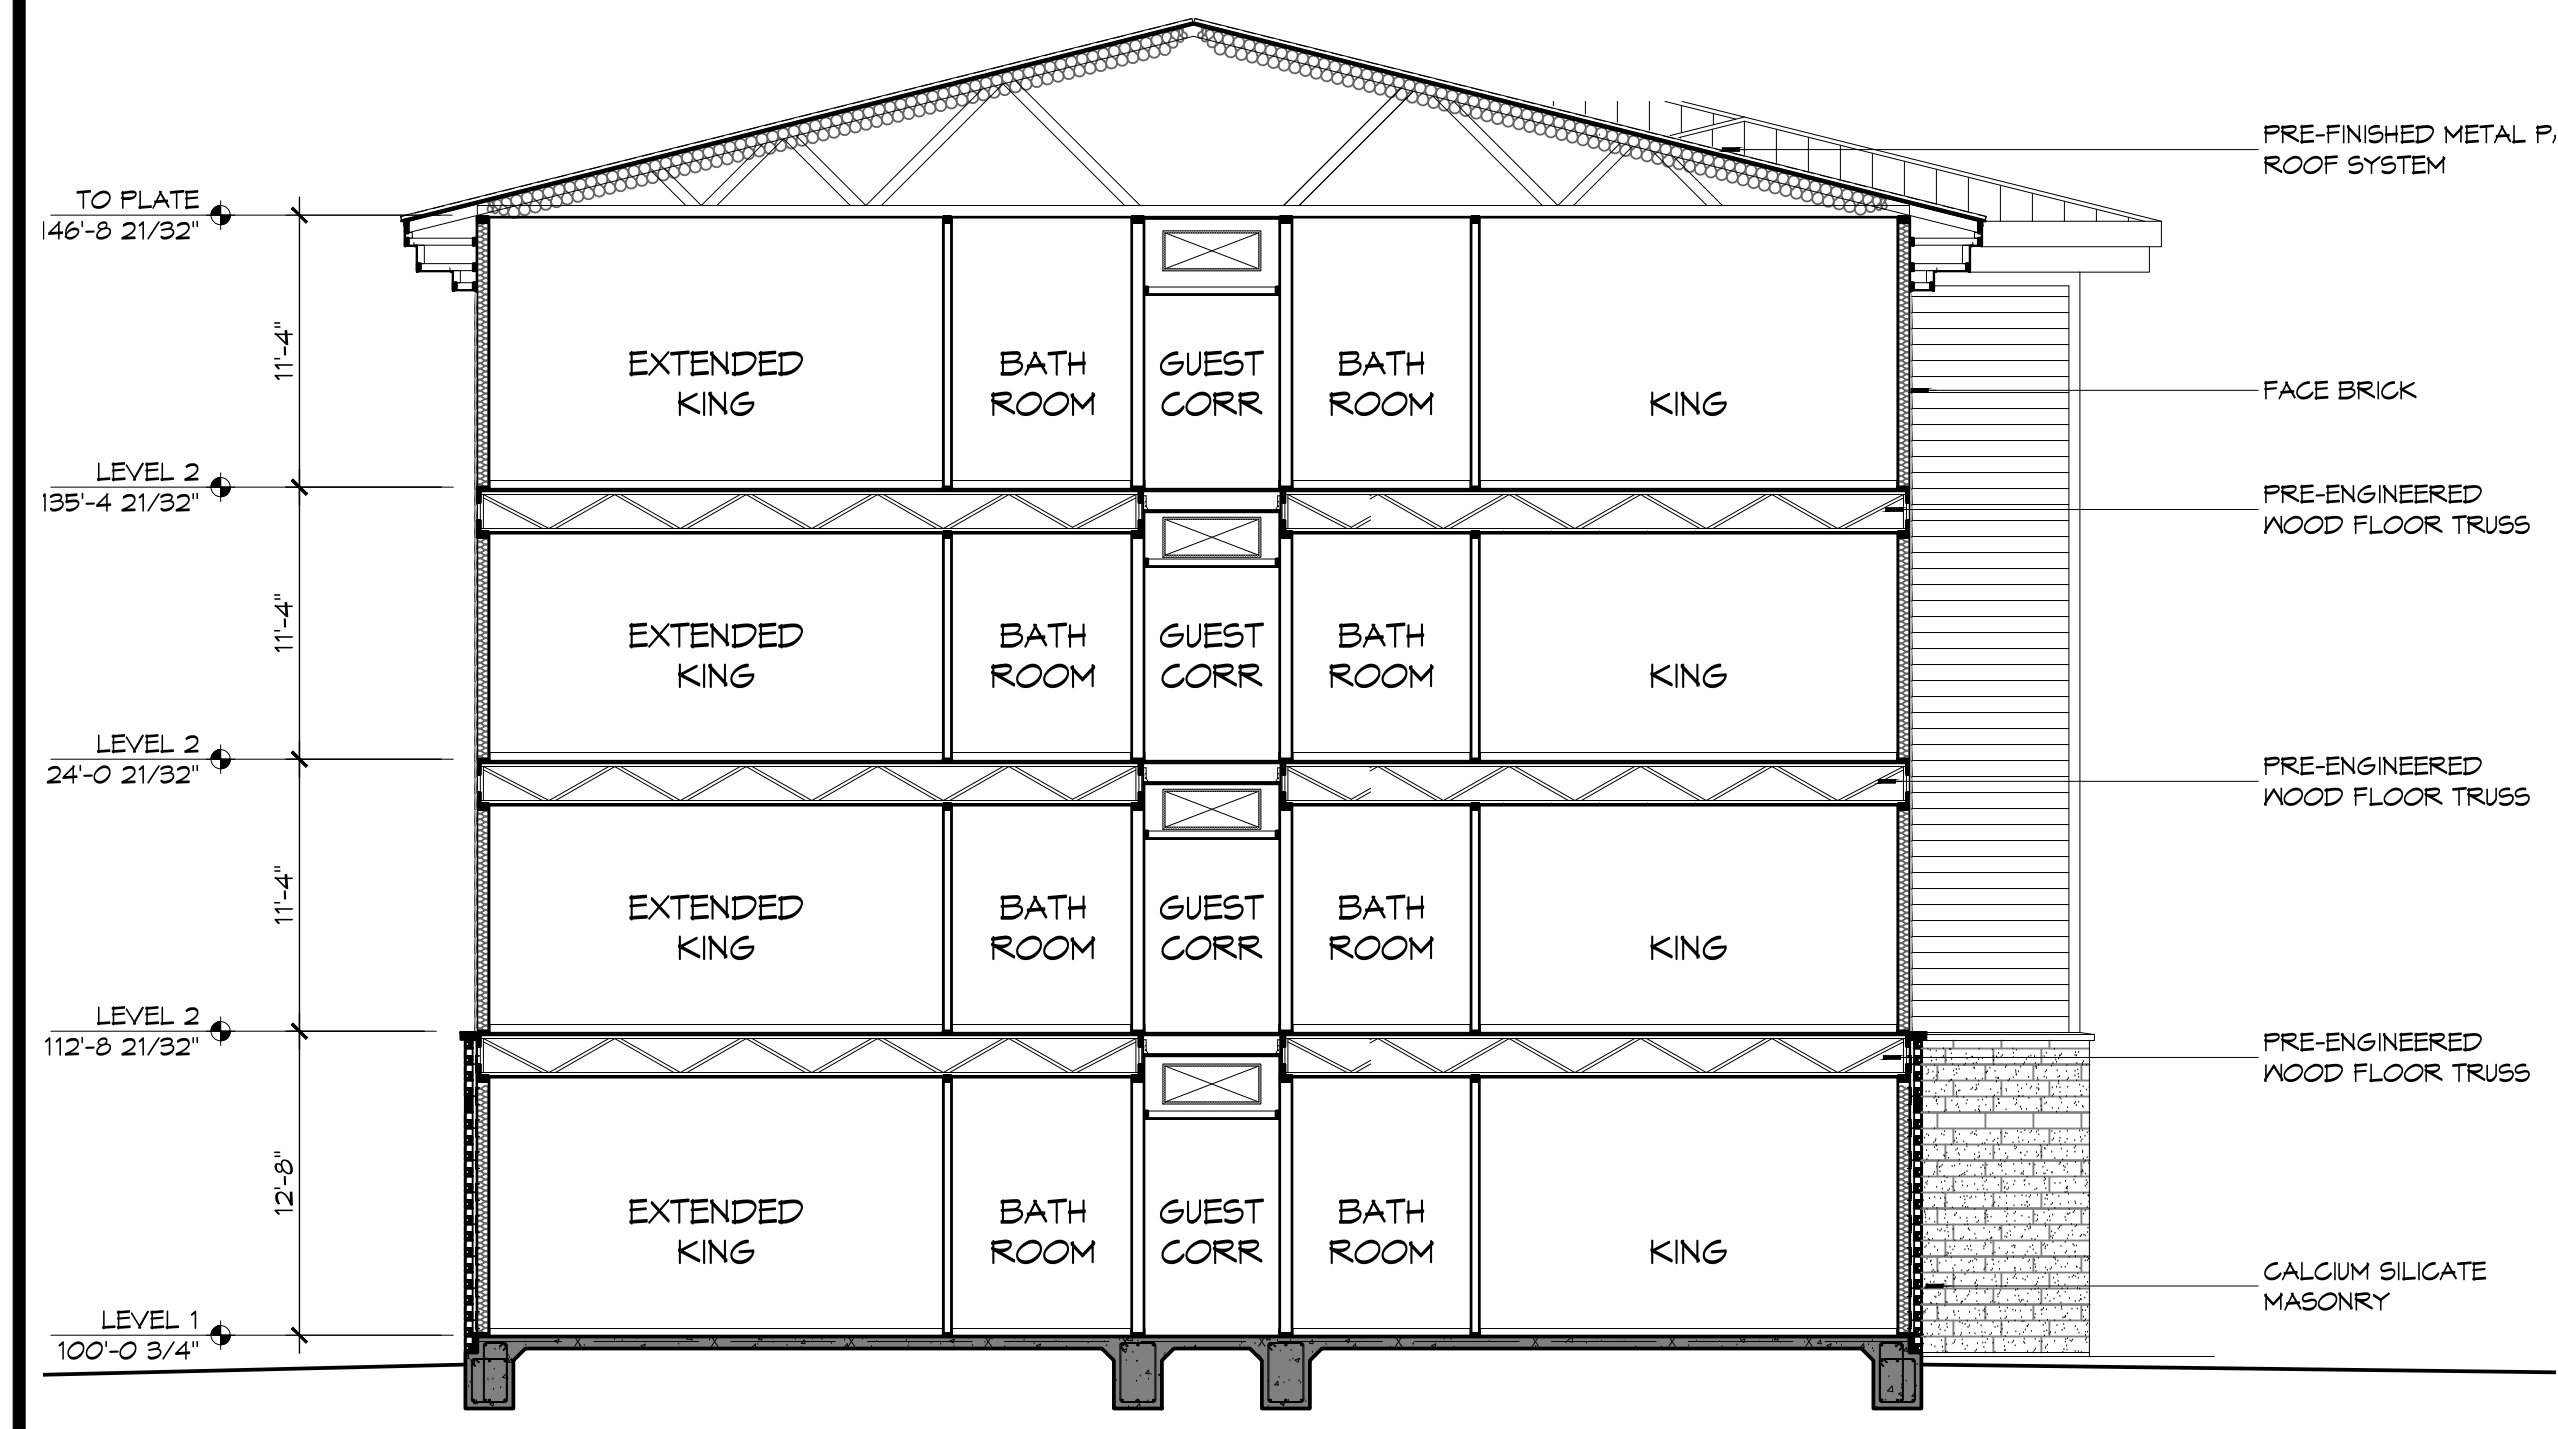 PRE-FINISHED METAL
ROOF SYSTEM
TO PLATE
146'-8 21/32"
11'-4"
EXTENDED
KING
BATH
ROOM
GUEST
CORR
BATH
ROOM
KING
FACE BRICK
LEVEL 2
135'-4 21/32"
PRE-ENGINEERED
WOOD FLOOR TRUSS
11'-4"
EXTENDED
KING
BATH
ROOM
GUEST
CORR
BATH
ROOM
KING
LEVEL 2
24'-0 21/32"
PRE-ENGINEERED
WOOD FLOOR TRUSS
11'-4"
EXTENDED
KING
BATH
ROOM
GUEST
CORR
BATH
ROOM
KING
LEVEL 2
112'-8 21/32"
PRE-ENGINEERED
WOOD FLOOR TRUSS
12'-8"
EXTENDED
KING
BATH
ROOM
GUEST
CORR
BATH
ROOM
KING
CALCIUM SILICATE
MASONRY
LEVEL 1
100'-0 3/4"